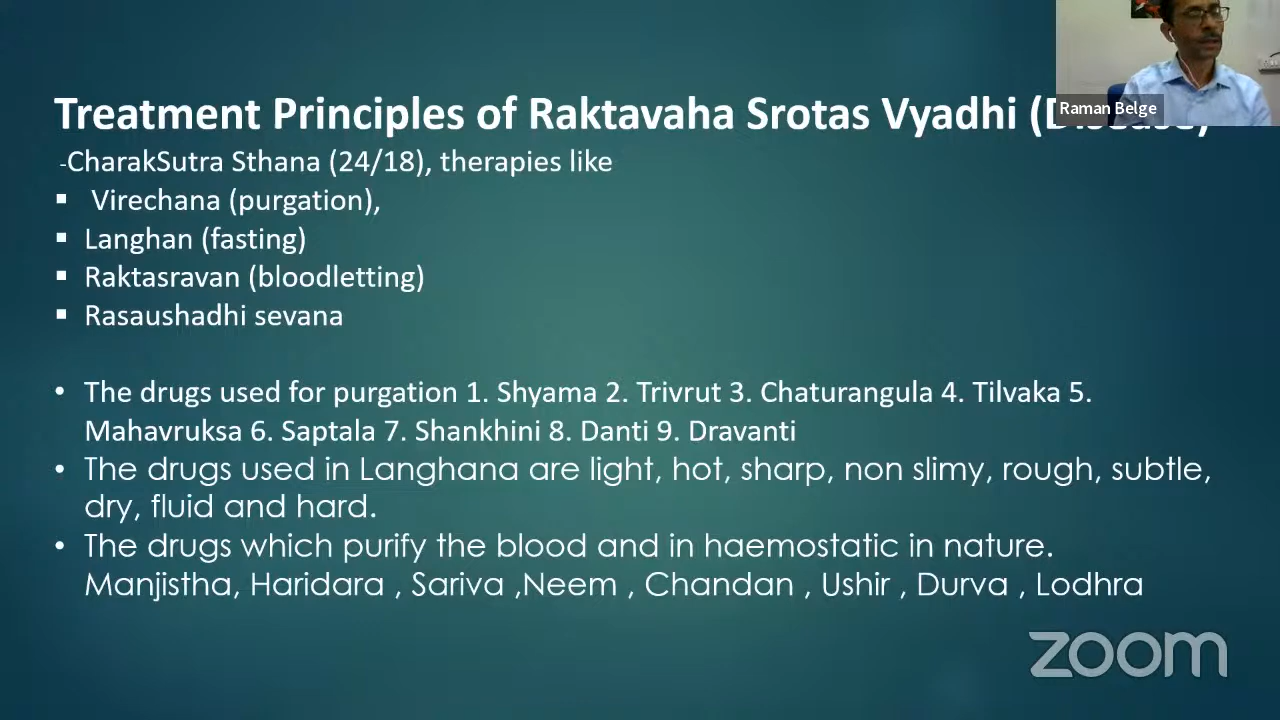 Raman Belge
Treatment Principles of Raktavaha Srotas Vyadhi (Disease)
-CharakSutra Sthana (24/18), therapies like
▪ Virechana (purgation),
▪ Langhan (fasting)
▪ Raktasravan (bloodletting)
▪ Rasaushadhi sevana
• The drugs used for purgation 1. Shyama 2. Trivrut 3. Chaturangula 4. Tilvaka 5.
Mahavruksa 6. Saptala 7. Shankhini 8. Danti 9. Dravanti
• The drugs used in Langhana are light, hot, sharp, non slimy, rough, subtle,
dry, fluid and hard.
• The drugs which purify the blood and in haemostatic in nature.
Manjistha, Haridara , Sariva ,Neem , Chandan , Ushir , Durva , Lodhra
zoom